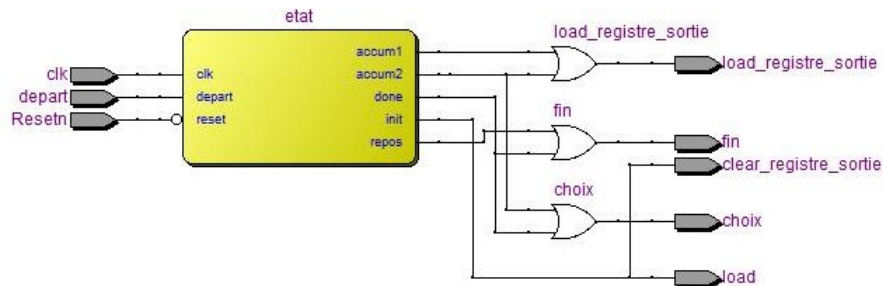 etat
clk
depart
Resetn
clk
depart
reset
accum1
accum2
done
init
repos
load_registre_sortie
fin
choix
load_registre_sortie
fin
clear_registre_sortie
choix
load